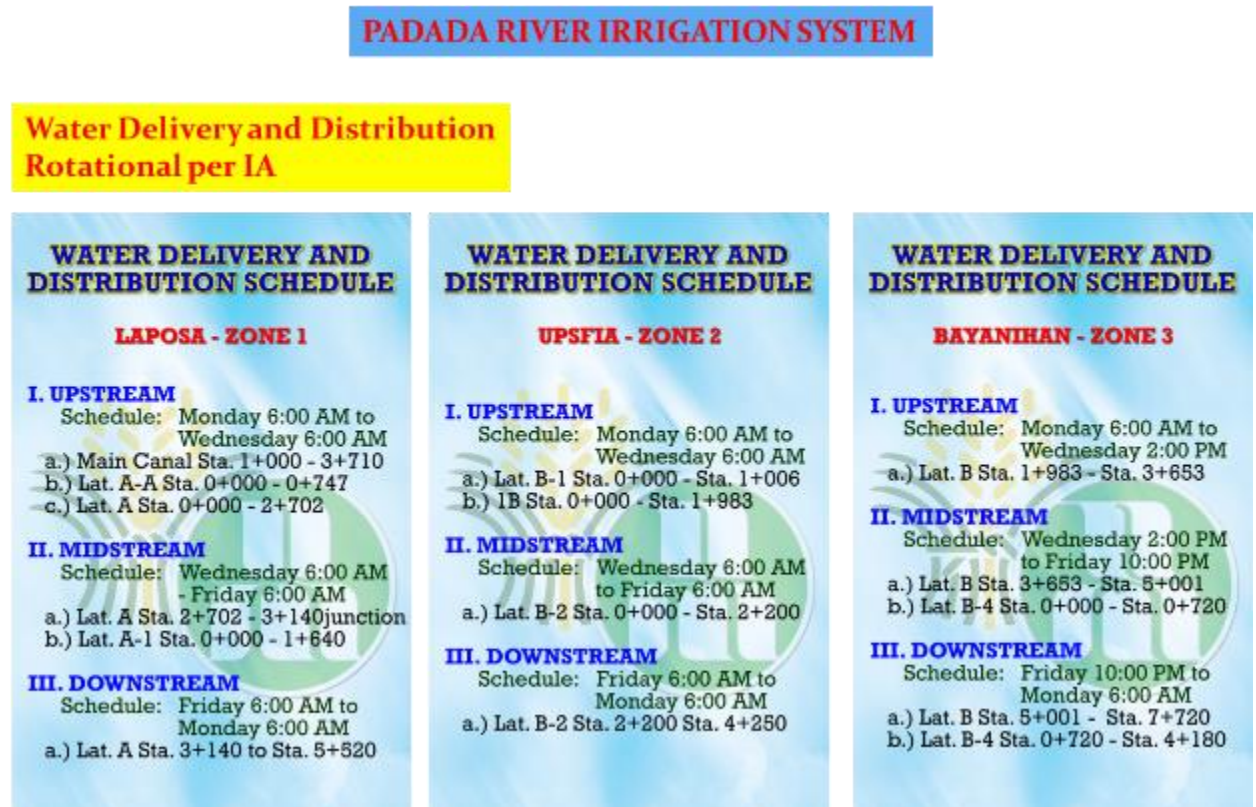 PADADA RIVER IRRIGATION SYSTEM
Water Delivery and Distribution
Rotational per IA
WATER DELIVERY AND
DISTRIBUTION SCHEDULE
LAPOSA - ZONE 1
I. UPSTREAM
Schedule: Monday 6:00 AM to
Wednesday 6:00 AM
a.) Main Canal Sta. 1+000 - 3+710
b.) Lat. A-A Sta. 0+000 - 0+747
c.) Lat. A Sta. 0+000 - 2+702
II. MIDSTREAM
Schedule: Wednesday 6:00 AM
- Friday 6:00 AM
a.) Lat. A Sta. 2+702 - 3+140junction
b.) Lat. A-1 Sta. 0+000 - 1+640
III. DOWNSTREAM
Schedule: Friday 6:00 AM to
Monday 6:00 AM
a.) Lat. A Sta. 3+140 to Sta. 5+520
WATER DELIVERY AND
DISTRIBUTION SCHEDULE
UPSFIA - ZONE 2
I. UPSTREAM
Schedule: Monday 6:00 AM to
Wednesday 6:00 AM
a.) Lat. B-1 Sta. 0+000 - Sta. 1+006
b.) 1B Sta. 0+000 - Sta. 1+983
II. MIDSTREAM
Schedule: Wednesday 6:00 AM
to Friday 6:00 AM
a.) Lat. B-2 Sta. 0+000 - Sta. 2+200
III. DOWNSTREAM
Schedule: Friday 6:00 AM to
Monday 6:00 AM
a.) Lat. B-2 Sta. 2+200 Sta. 4+250
WATER DELIVERY AND
DISTRIBUTION SCHEDULE
BAYANIHAN - ZONE 3
I. UPSTREAM
Schedule: Monday 6:00 AM to
Wednesday 2:00 PM
a.) Lat. B Sta. 1+983 - Sta. 3+653
II. MIDSTREAM
Schedule: Wednesday 2:00 PM
to Friday 10:00 PM
a.) Lat. B Sta. 3+653 - Sta. 5+001
b.) Lat. B-4 Sta. 0+000 - Sta. 0+720
III. DOWNSTREAM
Schedule: Friday 10:00 PM to
Monday 6:00 AM
a.) Lat. B Sta. 5+001 - Sta. 7+720
b.) Lat. B-4 Sta. 0+720 - Sta. 4+180